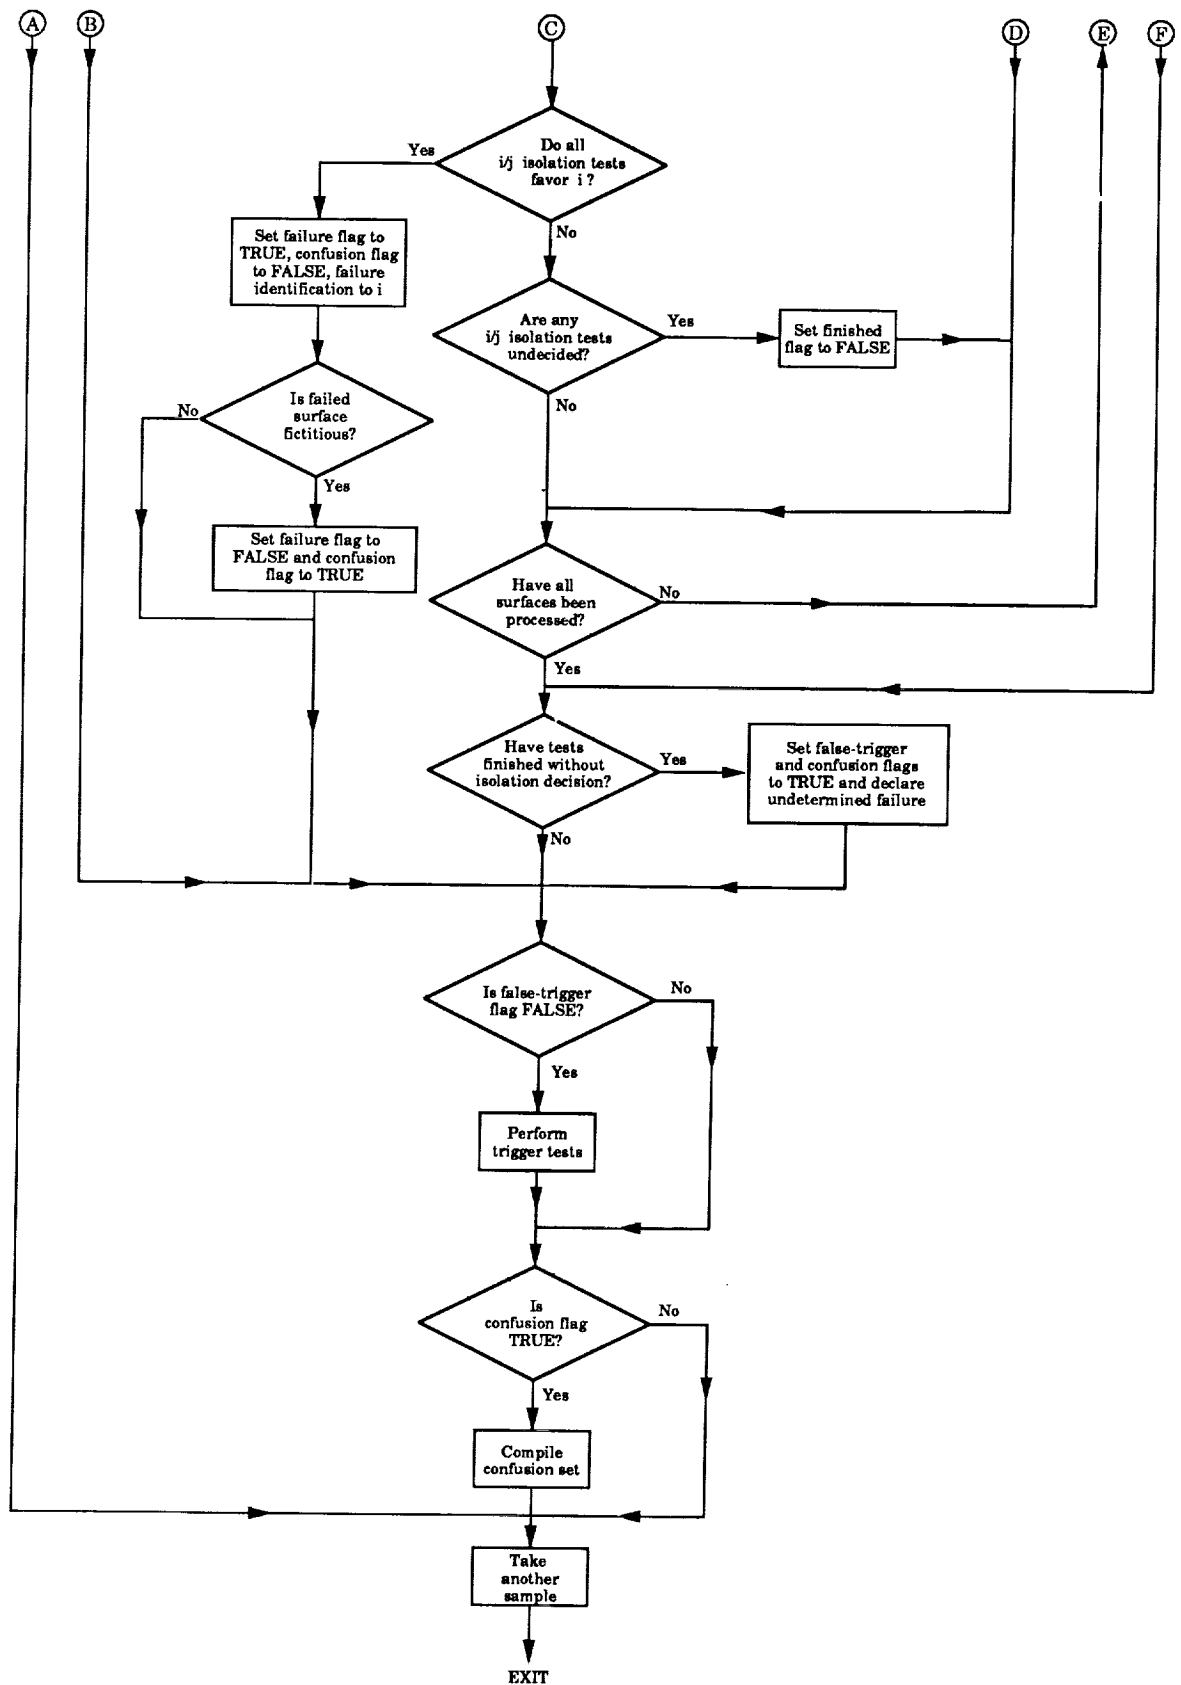 A
B
C
D
E
F
Do all
i/j isolation tests
favor i ?
Yes
No
Set failure flag to
TRUE, confusion flag
to FALSE, failure
identification to i
Are any
i/j isolation tests
undecided?
Yes
No
Set finished
flag to FALSE
Is failed
surface
fictitious?
No
Yes
Set failure flag to
FALSE and confusion
flag to TRUE
Have all
surfaces been
processed?
No
Yes
Have tests
finished without
isolation decision?
Yes
No
Set false-trigger
and confusion flags
to TRUE and declare
undetermined failure
Is false-trigger
flag FALSE?
No
Yes
Perform
trigger tests
Is
confusion flag
TRUE?
No
Yes
Compile
confusion set
Take
another
sample
EXIT